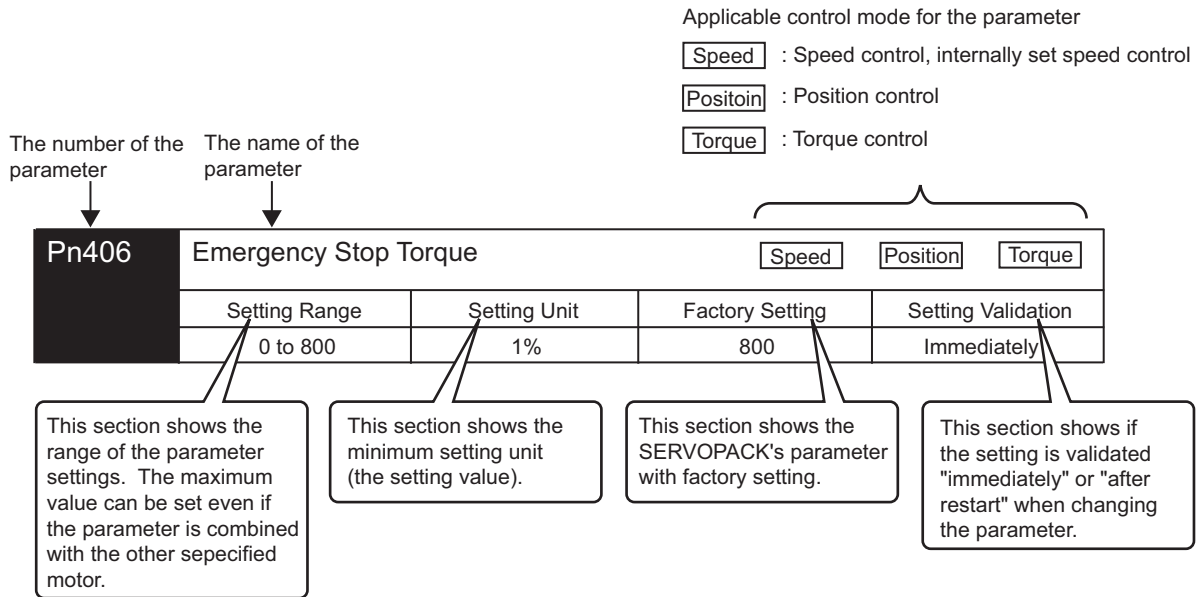 Applicable control mode for the parameter
Speed : Speed control, internally set speed control
Positoin : Position control
Torque : Torque control
The number of the
parameter
The name of the
parameter
Pn406 Emergency Stop Torque Speed Position Torque
Setting Range Setting Unit Factory Setting Setting Validation
0 to 800 1% 800 Immediately
This section shows the
range of the parameter
settings. The maximum
value can be set even if
the parameter is combined
with the other sepecified
motor.
This section shows the
minimum setting unit
(the setting value).
This section shows the
SERVOPACK's parameter
with factory setting.
This section shows if
the setting is validated
"immediately" or "after
restart" when changing
the parameter.